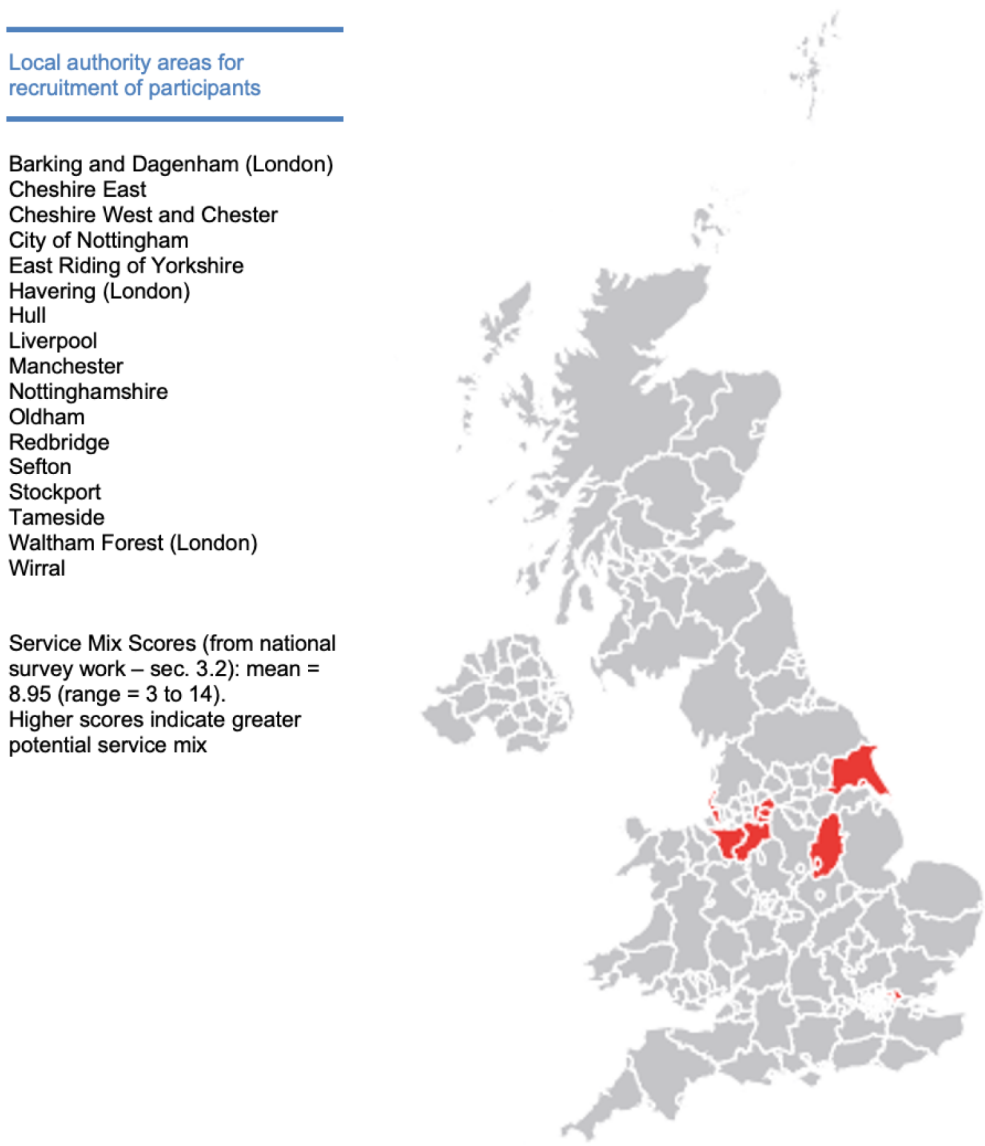 Local authority areas for
recruitment of participants
Barking and Dagenham (London)
Cheshire East
Cheshire West and Chester
City of Nottingham
East Riding of Yorkshire
Havering (London)
Hull
Liverpool
Manchester
Nottinghamshire
Oldham
Redbridge
Sefton
Stockport
Tameside
Waltham Forest (London)
Wirral
Service Mix Scores (from national
survey work – sec. 3.2): mean =
8.95 (range = 3 to 14).
Higher scores indicate greater
potential service mix